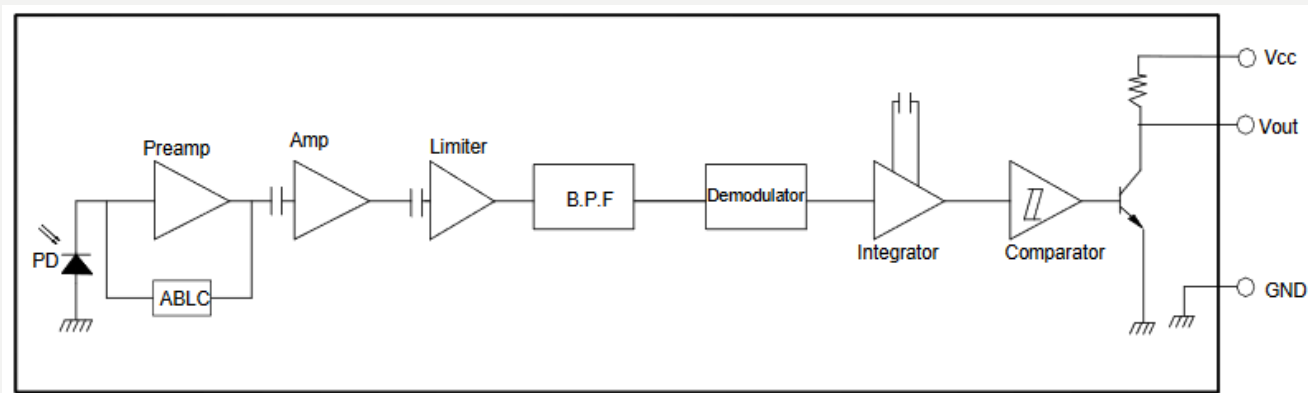 Vcc
Amp
Preamp
Limiter
Vout
B.P.F
Demodulator
Integrator
Comparator
PD
ABLC
GND